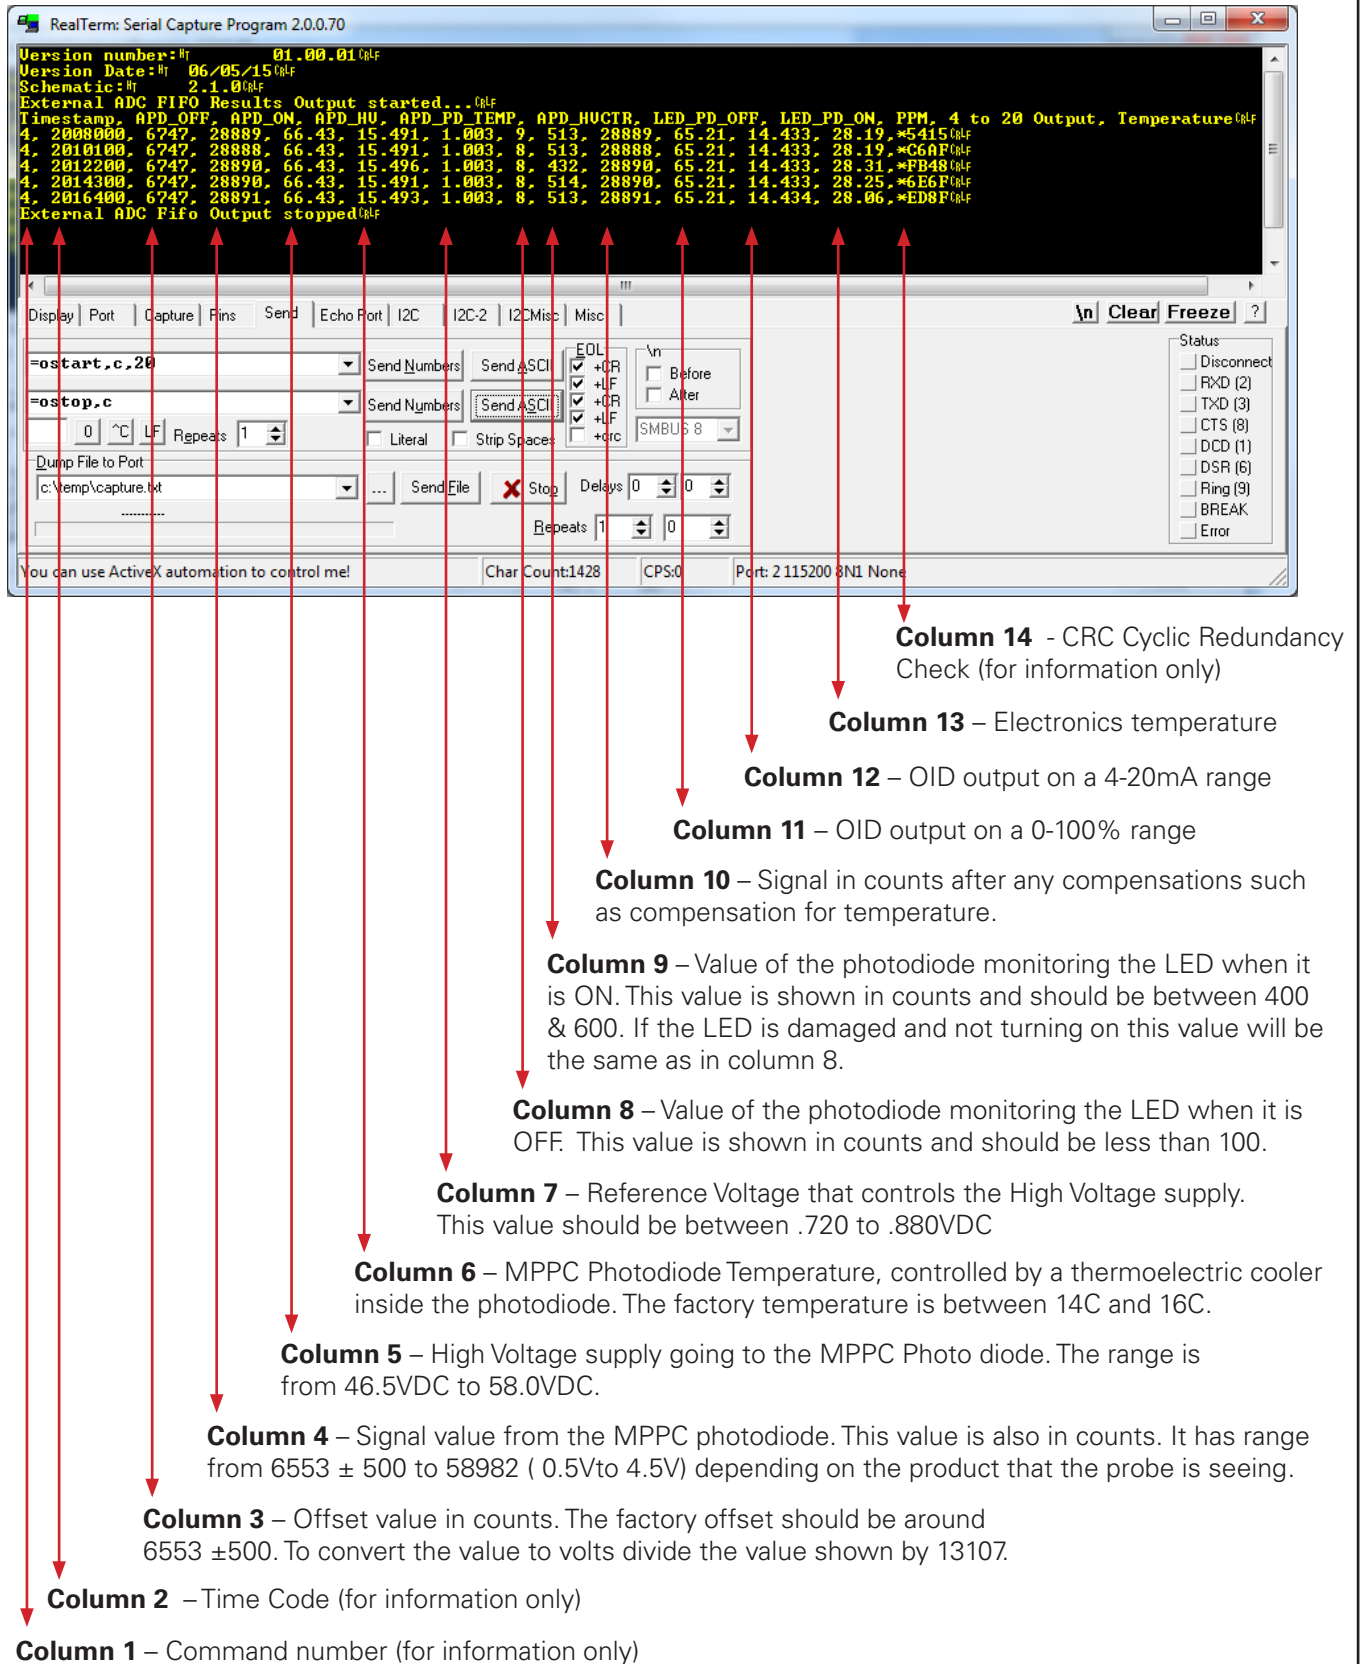 RealTerm: Serial Capture Program 2.0.0.70
Version number:HT 01.00.01CRLF
Version Date:HT 06/05/15CRLF
Schematic:HT 2.1.0CRLF
External ADC FIFO Results Output started...CRLF
Timestamp, APD_OFF, APD_ON, APD_HV, APD_PD_TEMP, APD_HVCTR, LED_PD_OFF, LED_PD_ON, PPM, 4 to 20 Output, TemperatureCRLF
4, 2008000, 6747, 28889, 66.43, 15.491, 1.003, 9, 513, 28889, 65.21, 14.433, 28.19,*5415CRLF
4, 2010100, 6747, 28888, 66.43, 15.491, 1.003, 8, 513, 28888, 65.21, 14.433, 28.19,*C6AFCRLF
4, 2012200, 6747, 28890, 66.43, 15.496, 1.003, 8, 432, 28890, 65.21, 14.433, 28.31,*FB48CRLF
4, 2014300, 6747, 28890, 66.43, 15.491, 1.003, 8, 514, 28890, 65.21, 14.433, 28.25,*6E6FCRLF
4, 2016400, 6747, 28891, 66.43, 15.493, 1.003, 8, 513, 28891, 65.21, 14.434, 28.06,*ED8FCRLF
External ADC Fifo Output stoppedCRLF
Display Port Capture Pins Send Echo Port I2C I2C-2 I2CMisc Misc \n Clear Freeze ?
=ostart,c,20 Send Numbers Send ASCII
=ostop,c Send Numbers Send ASCII
EOL
+CR
+LF
+CR
+LF
+crc
\n
Before
After
SMBUS 8
0 ^C LF Repeats 1 Literal Strip Spaces
Dump File to Port
c:\temp\capture.txt ... Send File Stop Delays 0 0
Repeats 1 0
Status
Disconnect
RXD (2)
TXD (3)
CTS (8)
DCD (1)
DSR (6)
Ring (9)
BREAK
Error
You can use ActiveX automation to control me! Char Count:1428 CPS:0 Port: 2 115200 8N1 None
Column 14 - CRC Cyclic Redundancy
Check (for information only)
Column 13 – Electronics temperature
Column 12 – OID output on a 4-20mA range
Column 11 – OID output on a 0-100% range
Column 10 – Signal in counts after any compensations such
as compensation for temperature.
Column 9 – Value of the photodiode monitoring the LED when it
is ON. This value is shown in counts and should be between 400
& 600. If the LED is damaged and not turning on this value will be
the same as in column 8.
Column 8 – Value of the photodiode monitoring the LED when it is
OFF. This value is shown in counts and should be less than 100.
Column 7 – Reference Voltage that controls the High Voltage supply.
This value should be between .720 to .880VDC
Column 6 – MPPC Photodiode Temperature, controlled by a thermoelectric cooler
inside the photodiode. The factory temperature is between 14C and 16C.
Column 5 – High Voltage supply going to the MPPC Photo diode. The range is
from 46.5VDC to 58.0VDC.
Column 4 – Signal value from the MPPC photodiode. This value is also in counts. It has range
from 6553 ± 500 to 58982 ( 0.5Vto 4.5V) depending on the product that the probe is seeing.
Column 3 – Offset value in counts. The factory offset should be around
6553 ±500. To convert the value to volts divide the value shown by 13107.
Column 2 – Time Code (for information only)
Column 1 – Command number (for information only)